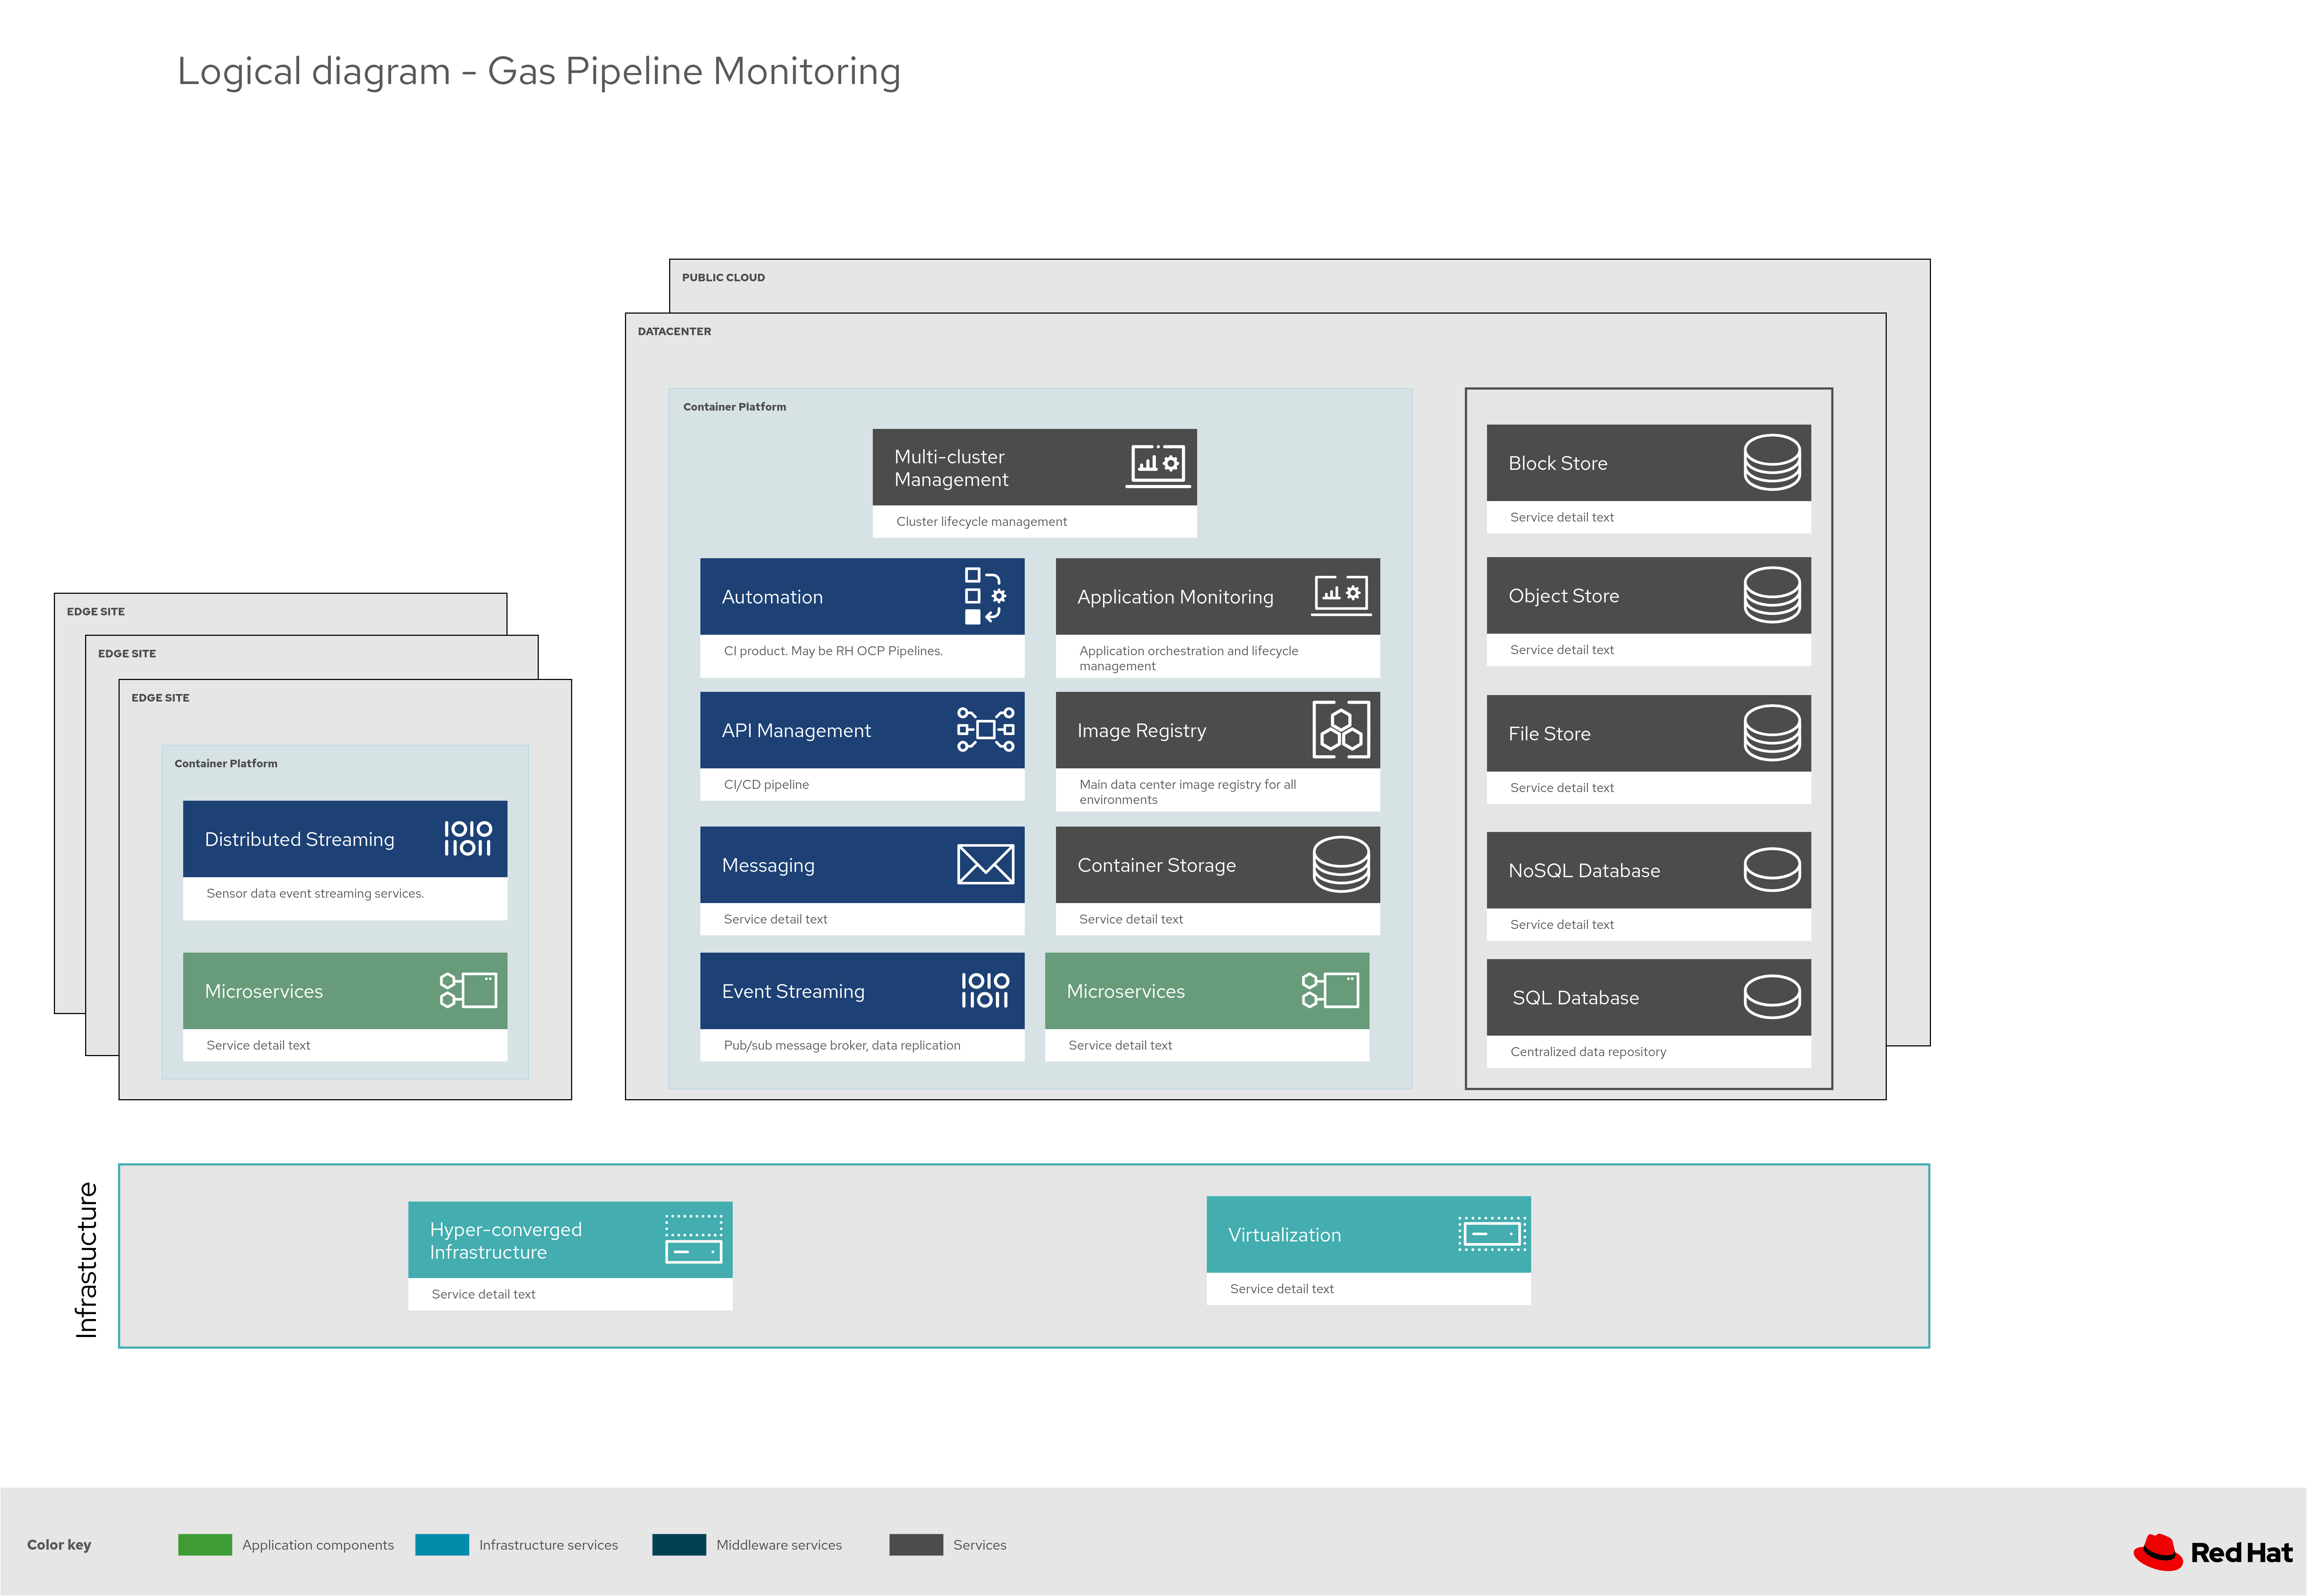 Logical diagram - Gas Pipeline Monitoring
PUBLIC CLOUD
DATACENTER
Container Platform
Multi-cluster
Management
Cluster lifecycle management
Automation
CI product. May be RH OCP Pipelines.
Application Monitoring
Application orchestration and lifecycle
management
API Management
CI/CD pipeline
Image Registry
Main data center image registry for all
environments
Messaging
Service detail text
Container Storage
Service detail text
Event Streaming
Pub/sub message broker, data replication
Microservices
Service detail text
Block Store
Service detail text
Object Store
Service detail text
File Store
Service detail text
NoSQL Database
Service detail text
SQL Database
Centralized data repository
EDGE SITE
EDGE SITE
EDGE SITE
Container Platform
Distributed Streaming
Sensor data event streaming services.
Microservices
Service detail text
Infrastucture
Hyper-converged
Infrastructure
Service detail text
Virtualization
Service detail text
Color key
Application components
Infrastructure services
Middleware services
Services
Red Hat